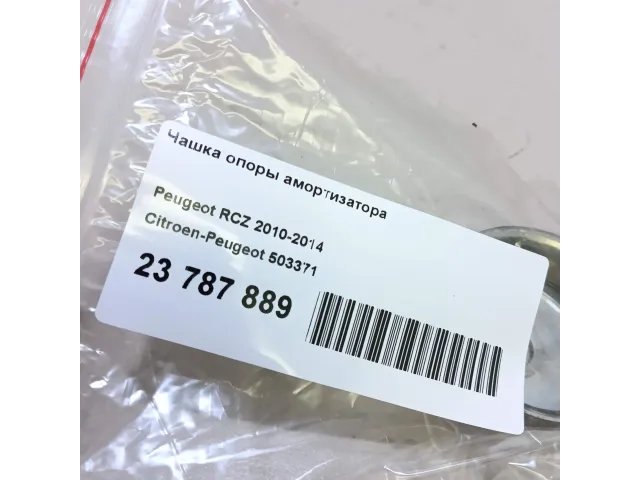 Чашка опоры амортизатора
Peugeot RCZ 2010-2014
Citroen-Peugeot 503371
23 787 889